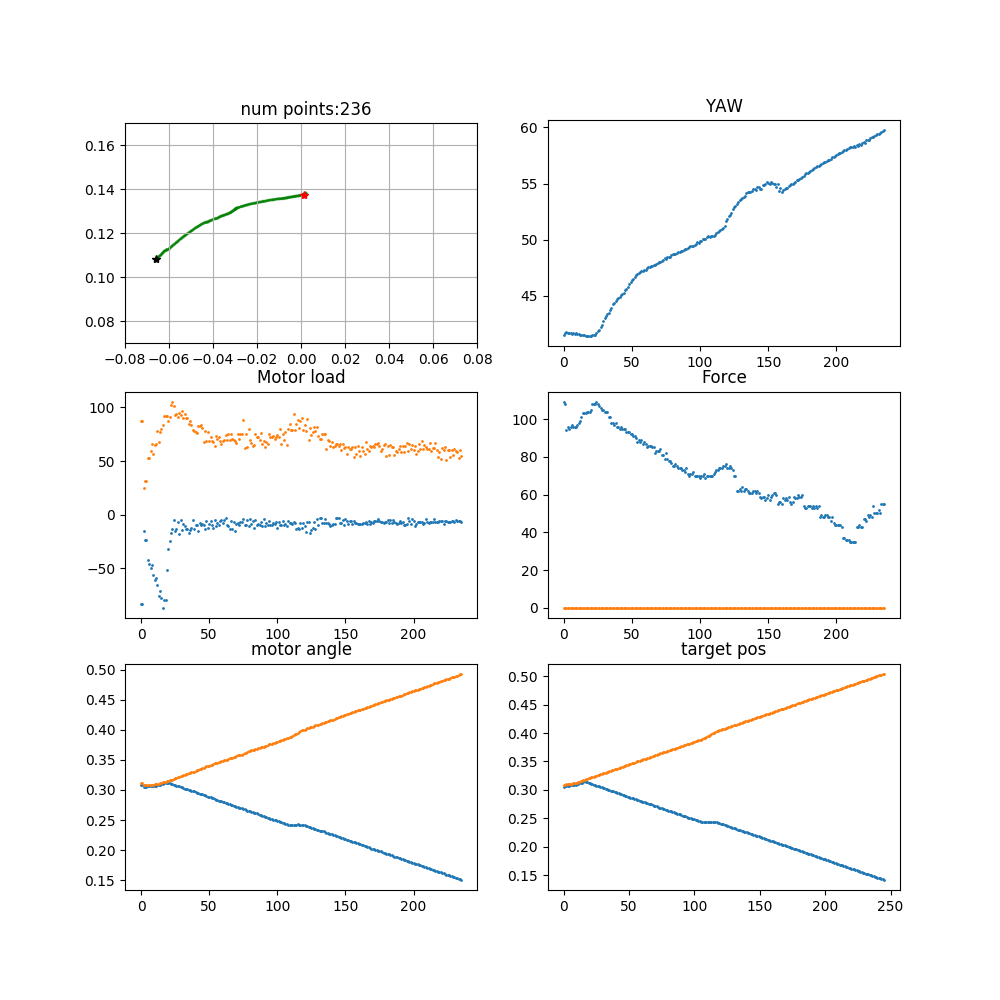 num points:236
0.16
0.14
0.12
0.10
0.08
−0.08 −0.06 −0.04 −0.02 0.00 0.02 0.04 0.06 0.08
YAW
60
55
50
45
0 50 100 150 200
Motor load
100
50
0
−50
0 50 100 150 200
Force
100
80
60
40
20
0
0 50 100 150 200
motor angle
0.50
0.45
0.40
0.35
0.30
0.25
0.20
0.15
0 50 100 150 200
target pos
0.50
0.45
0.40
0.35
0.30
0.25
0.20
0.15
0 50 100 150 200 250